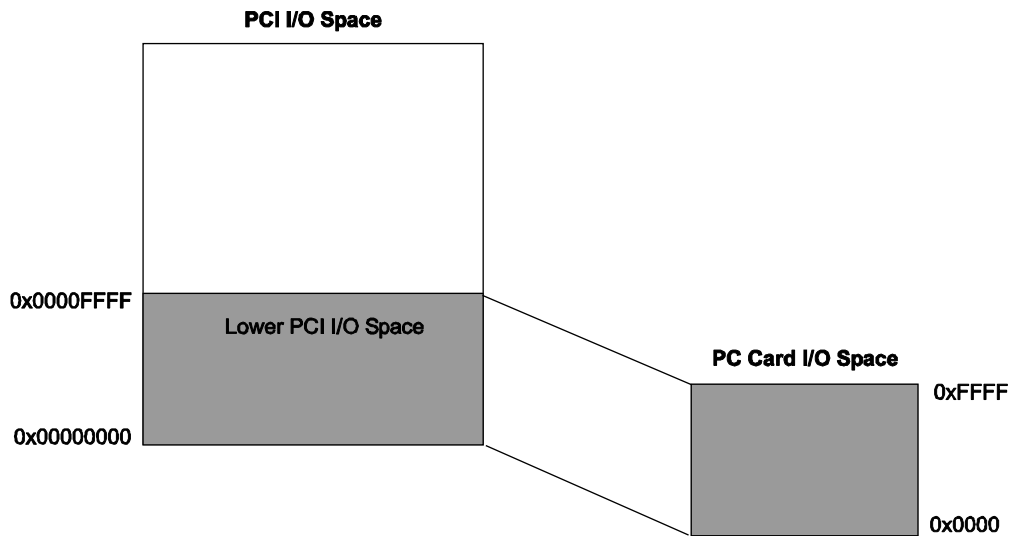 PCI I/O Space
0x0000FFFF
Lower PCI I/O Space
PC Card I/O Space
0xFFFF
0x00000000
0x0000